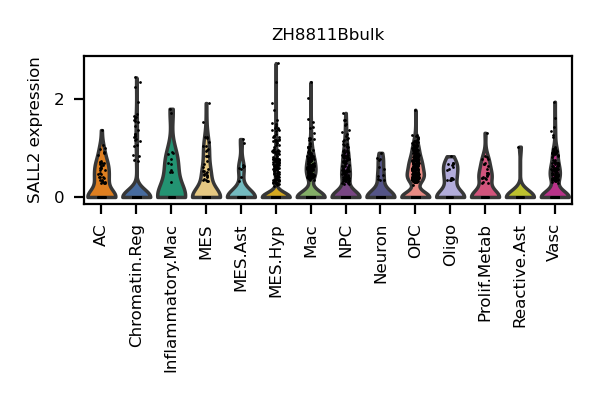 ZH8811Bbulk
SALL2 expression
2
0
AC
Chromatin.Reg
Inflammatory.Mac
MES
MES.Ast
MES.Hyp
Mac
NPC
Neuron
OPC
Oligo
Prolif.Metab
Reactive.Ast
Vasc